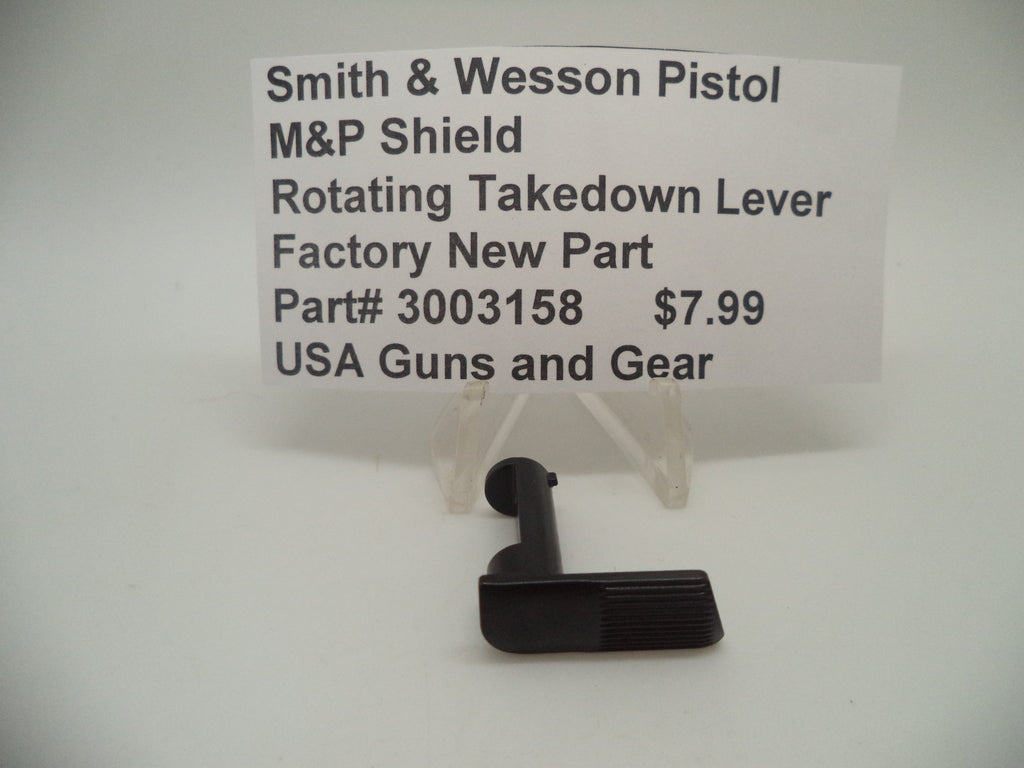 Smith & Wesson Pistol
M&P Shield
Rotating Takedown Lever
Factory New Part
Part# 3003158 $7.99
USA Guns and Gear